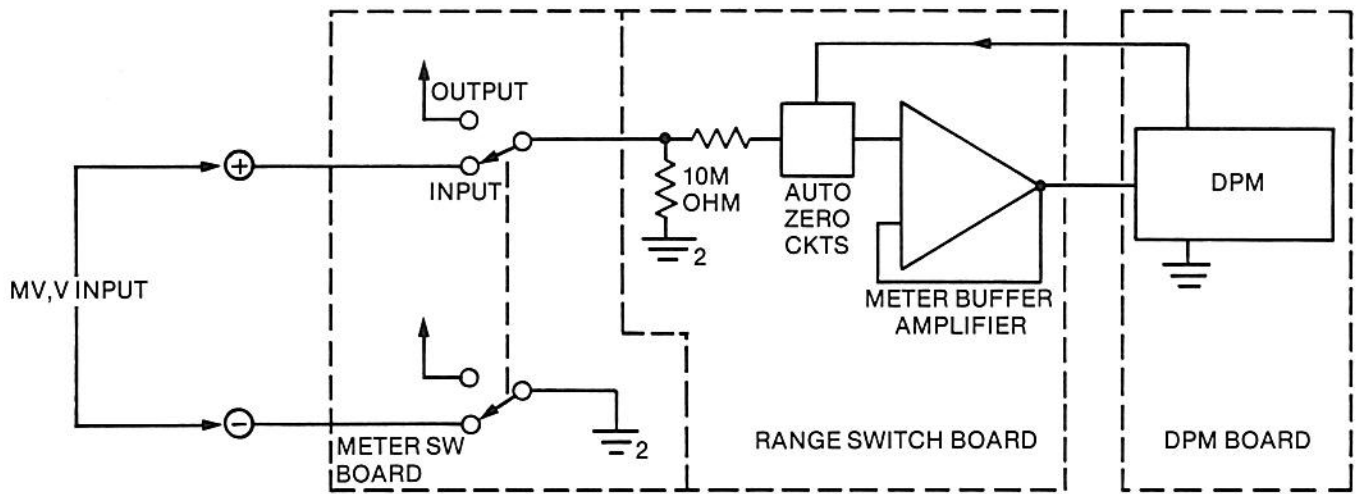 OUTPUT
+
INPUT
MV,V INPUT
-
METER SW
BOARD
2
10M
OHM
2
AUTO
ZERO
CKTS
METER BUFFER
AMPLIFIER
RANGE SWITCH BOARD
DPM
DPM BOARD